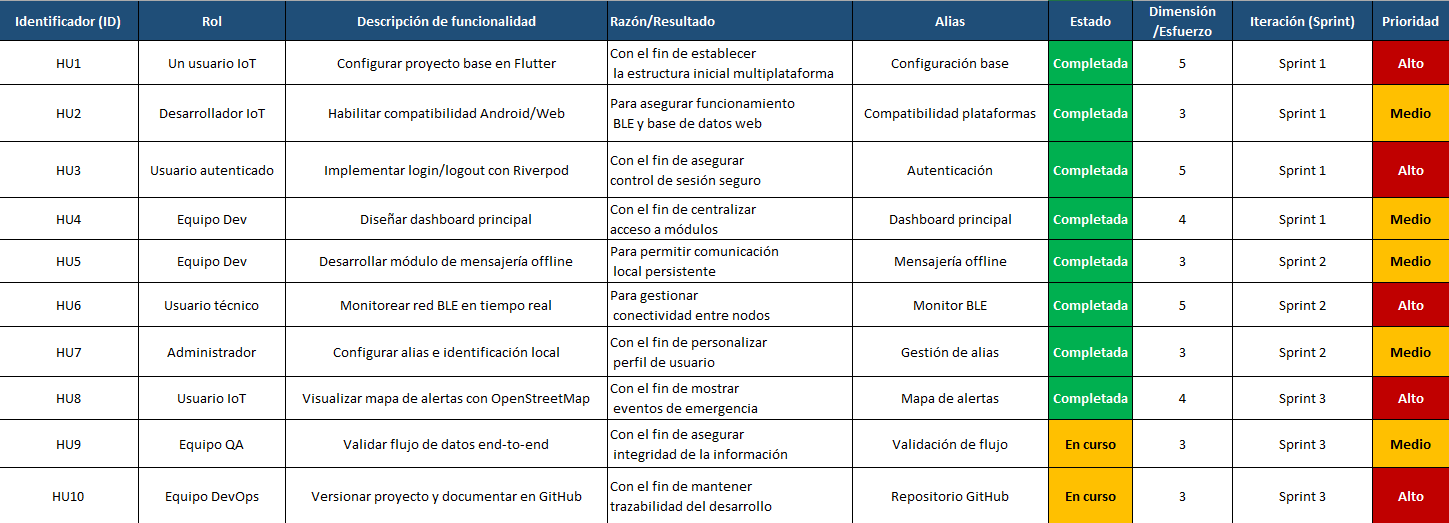 Identificador (ID) Rol Descripción de funcionalidad Razón/Resultado Alias Estado Dimensión /Esfuerzo Iteración (Sprint) Prioridad
HU1 Un usuario IoT Configurar proyecto base en Flutter Con el fin de establecer la estructura inicial multiplataforma Configuración base Completada 5 Sprint 1 Alto
HU2 Desarrollador IoT Habilitar compatibilidad Android/Web Para asegurar funcionamiento BLE y base de datos web Compatibilidad plataformas Completada 3 Sprint 1 Medio
HU3 Usuario autenticado Implementar login/logout con Riverpod Con el fin de asegurar control de sesión seguro Autenticación Completada 5 Sprint 1 Alto
HU4 Equipo Dev Diseñar dashboard principal Con el fin de centralizar acceso a módulos Dashboard principal Completada 4 Sprint 1 Medio
HU5 Equipo Dev Desarrollar módulo de mensajería offline Para permitir comunicación local persistente Mensajería offline Completada 3 Sprint 2 Medio
HU6 Usuario técnico Monitorear red BLE en tiempo real Para gestionar conectividad entre nodos Monitor BLE Completada 5 Sprint 2 Alto
HU7 Administrador Configurar alias e identificación local Con el fin de personalizar perfil de usuario Gestión de alias Completada 3 Sprint 2 Medio
HU8 Usuario IoT Visualizar mapa de alertas con OpenStreetMap Con el fin de mostrar eventos de emergencia Mapa de alertas Completada 4 Sprint 3 Alto
HU9 Equipo QA Validar flujo de datos end-to-end Con el fin de asegurar integridad de la información Validación de flujo En curso 3 Sprint 3 Medio
HU10 Equipo DevOps Versionar proyecto y documentar en GitHub Con el fin de mantener trazabilidad del desarrollo Repositorio GitHub En curso 3 Sprint 3 Alto